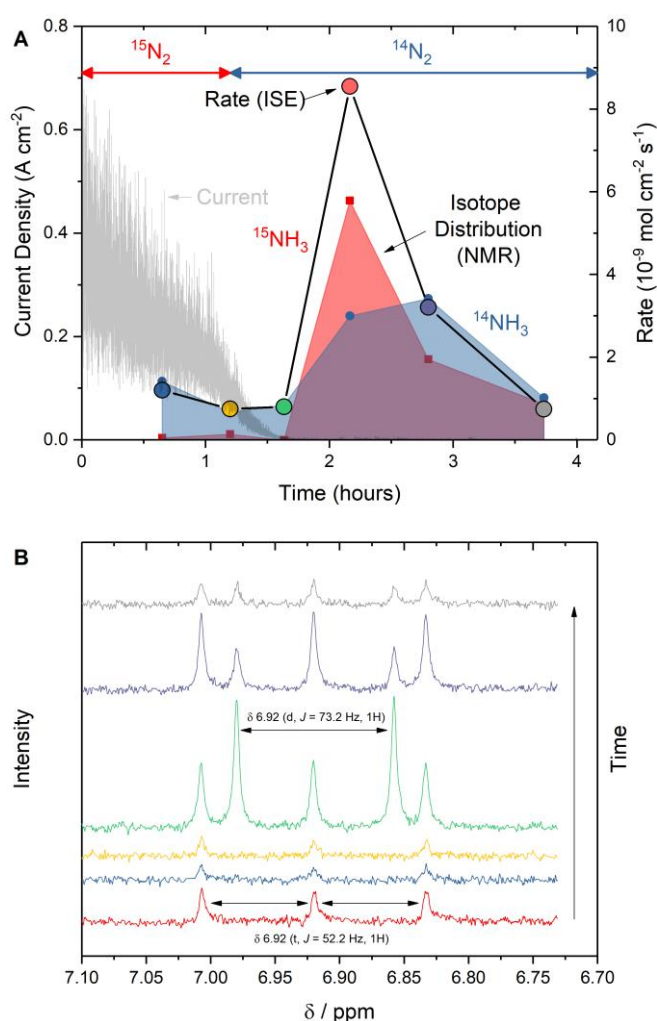 A
¹⁵N₂
¹⁴N₂
Rate (ISE)
Current
¹⁵NH₃
Isotope
Distribution
(NMR)
¹⁴NH₃
Current Density (A cm⁻²)
0.8
0.6
0.4
0.2
0.0
Rate (10⁻⁹ mol cm⁻² s⁻¹)
10
8
6
4
2
0
0 1 2 3 4
Time (hours)
B
Intensity
Time
δ 6.92 (d, J = 73.2 Hz, 1H)
δ 6.92 (t, J = 52.2 Hz, 1H)
7.10 7.05 7.00 6.95 6.90 6.85 6.80 6.75 6.70
δ / ppm